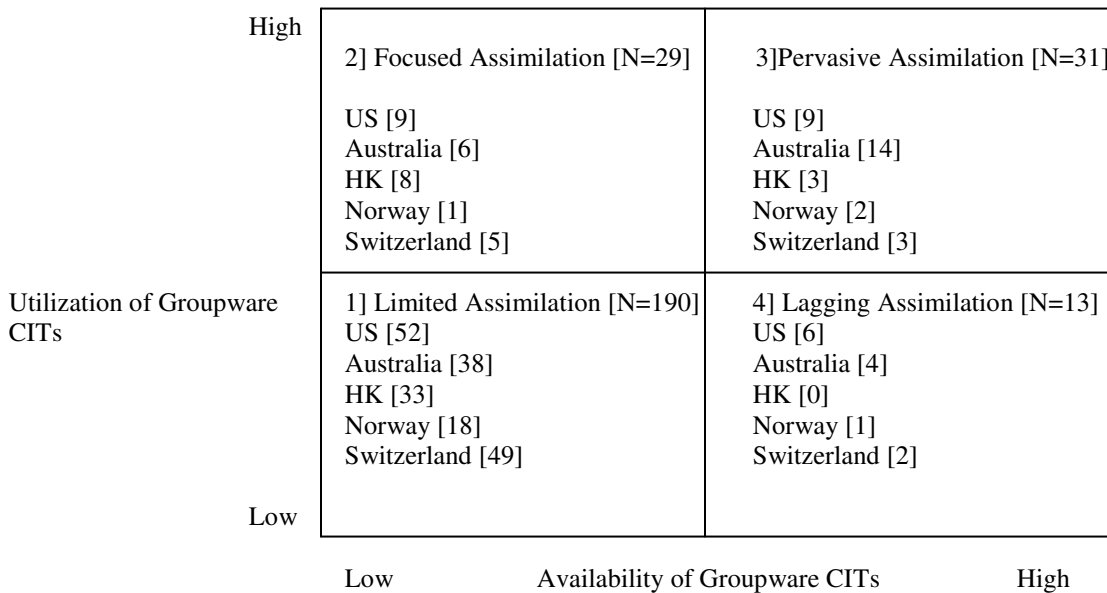 High
2] Focused Assimilation [N=29]
US [9]
Australia [6]
HK [8]
Norway [1]
Switzerland [5]
3]Pervasive Assimilation [N=31]
US [9]
Australia [14]
HK [3]
Norway [2]
Switzerland [3]
Utilization of Groupware
CITs
1] Limited Assimilation [N=190]
US [52]
Australia [38]
HK [33]
Norway [18]
Switzerland [49]
4] Lagging Assimilation [N=13]
US [6]
Australia [4]
HK [0]
Norway [1]
Switzerland [2]
Low
Low Availability of Groupware CITs High